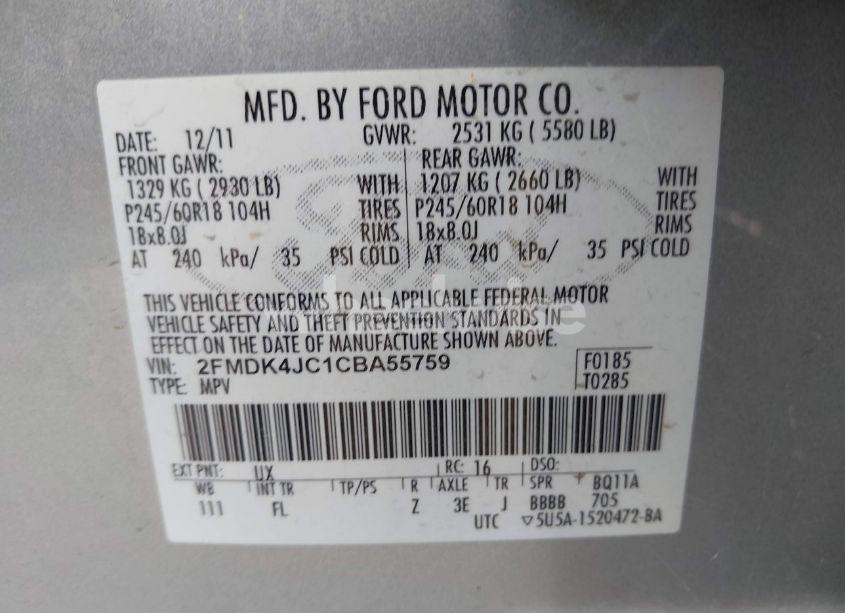 MFD. BY FORD MOTOR CO.
DATE: 12/11 GVWR: 2531 KG ( 5580 LB)
FRONT GAWR: REAR GAWR:
1329 KG ( 2930 LB) WITH 1207 KG ( 2660 LB) WITH
P245/60R18 104H TIRES P245/60R18 104H TIRES
18x8.0J RIMS 18x8.0J RIMS
AT 240 kPa/ 35 PSI COLD AT 240 kPa/ 35 PSI COLD
THIS VEHICLE CONFORMS TO ALL APPLICABLE FEDERAL MOTOR
VEHICLE SAFETY AND THEFT PREVENTION STANDARDS IN
EFFECT ON THE DATE OF MANUFACTURE SHOWN ABOVE.
VIN: 2FMDK4JC1CBA55759 F0185
TYPE: MPV T0285
EXT PNT: UX RC: 16 DSO:
WB INT TR TP/PS R AXLE TR SPR BQ11A
111 FL Z 3E J BBBB 705
UTC ▽5U5A-1520472-BA